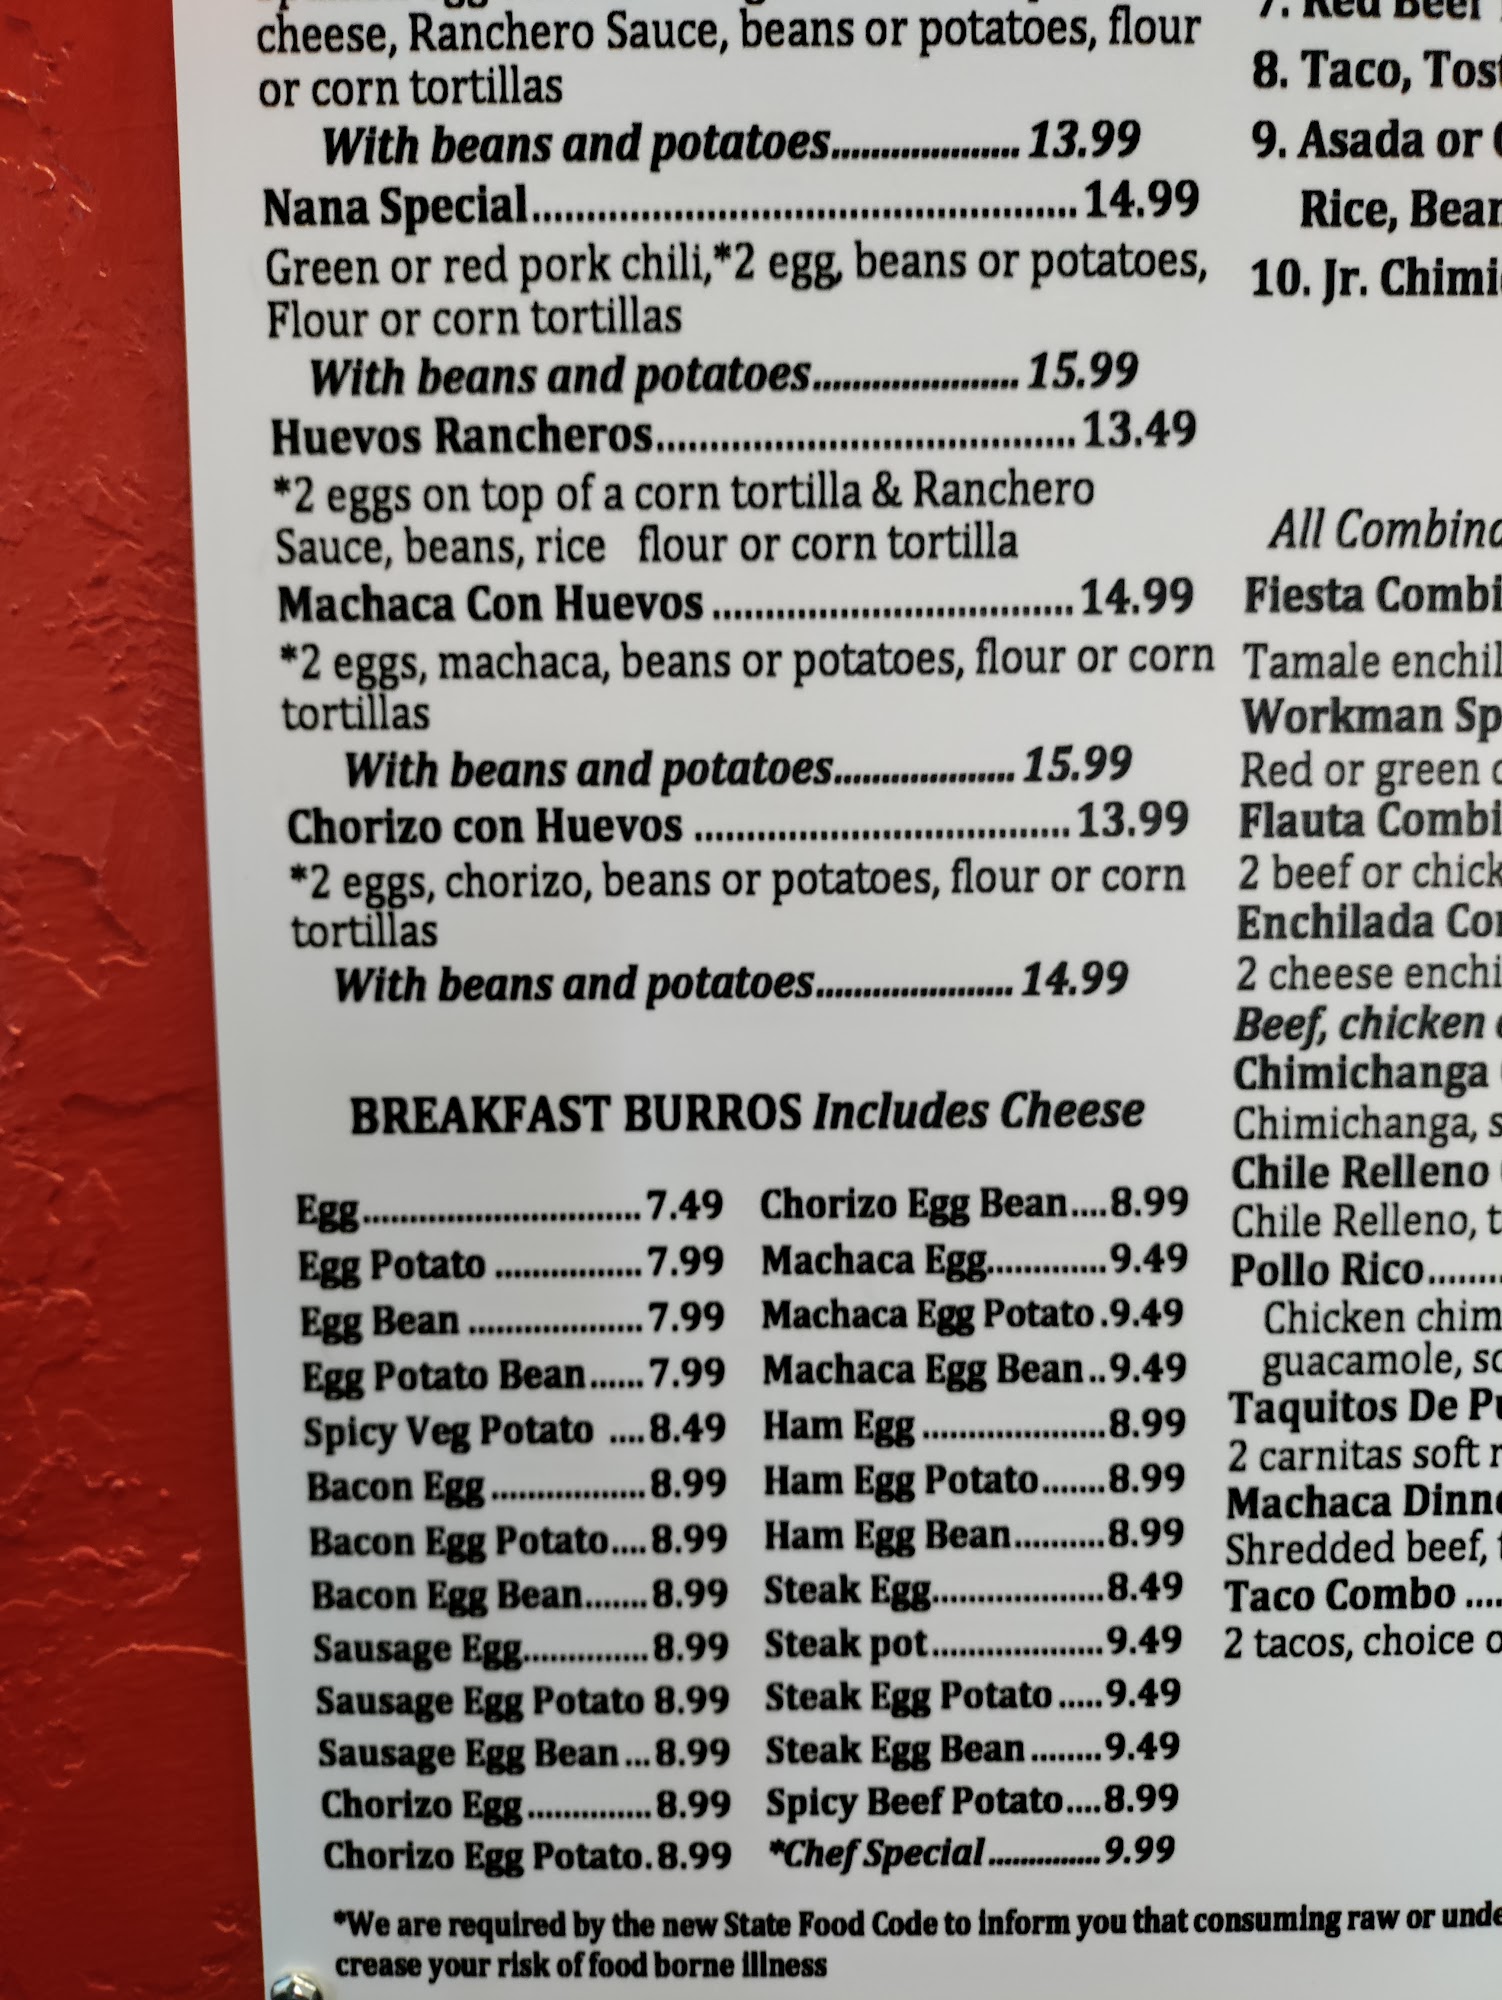 cheese, Ranchero Sauce, beans or potatoes, flour
or corn tortillas
With beans and potatoes.................... 13.99
Nana Special.................................................14.99
Green or red pork chili,*2 egg, beans or potatoes,
Flour or corn tortillas
With beans and potatoes...................... 15.99
Huevos Rancheros.......................................13.49
*2 eggs on top of a corn tortilla & Ranchero
Sauce, beans, rice flour or corn tortilla
Machaca Con Huevos ..................................14.99
*2 eggs, machaca, beans or potatoes, flour or corn
tortillas
With beans and potatoes.................... 15.99
Chorizo con Huevos ....................................13.99
*2 eggs, chorizo, beans or potatoes, flour or corn
tortillas
With beans and potatoes...................... 14.99
BREAKFAST BURROS Includes Cheese
Egg..............................7.49
Egg Potato ................7.99
Egg Bean ...................7.99
Egg Potato Bean......7.99
Spicy Veg Potato ....8.49
Bacon Egg.................8.99
Bacon Egg Potato....8.99
Bacon Egg Bean.......8.99
Sausage Egg..............8.99
Sausage Egg Potato 8.99
Sausage Egg Bean...8.99
Chorizo Egg..............8.99
Chorizo Egg Potato.8.99
Chorizo Egg Bean....8.99
Machaca Egg.............9.49
Machaca Egg Potato.9.49
Machaca Egg Bean..9.49
Ham Egg ....................8.99
Ham Egg Potato.......8.99
Ham Egg Bean..........8.99
Steak Egg...................8.49
Steak pot...................9.49
Steak Egg Potato .....9.49
Steak Egg Bean........9.49
Spicy Beef Potato....8.99
*Chef Special...............9.99
*We are required by the new State Food Code to inform you that consuming raw or
crease your risk of food borne illness
7. Red Beef
8. Taco,
9. Asada or
Rice,
10. Jr.
All
Fiesta
Tamale
Workman
Red or green
Flauta
2 beef or
Enchilada
2 cheese
Beef, chicken
Chimichanga
Chimichanga,
Chile Relleno
Chile Relleno,
Pollo Rico........
Chicken
guacamole,
Taquitos De
2 carnitas soft
Machaca
Shredded beef,
Taco Combo ....
2 tacos, choice